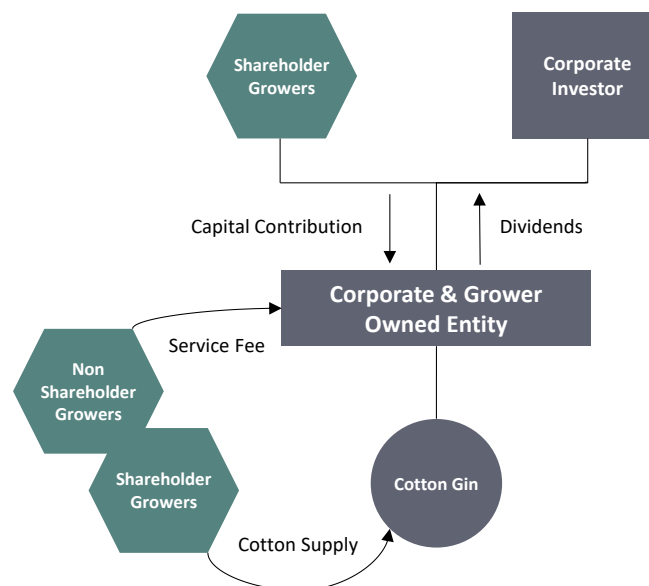 Shareholder
Growers
Corporate
Investor
Capital Contribution
Dividends
Corporate & Grower
Owned Entity
Service Fee
Non
Shareholder
Growers
Shareholder
Growers
Cotton Gin
Cotton Supply